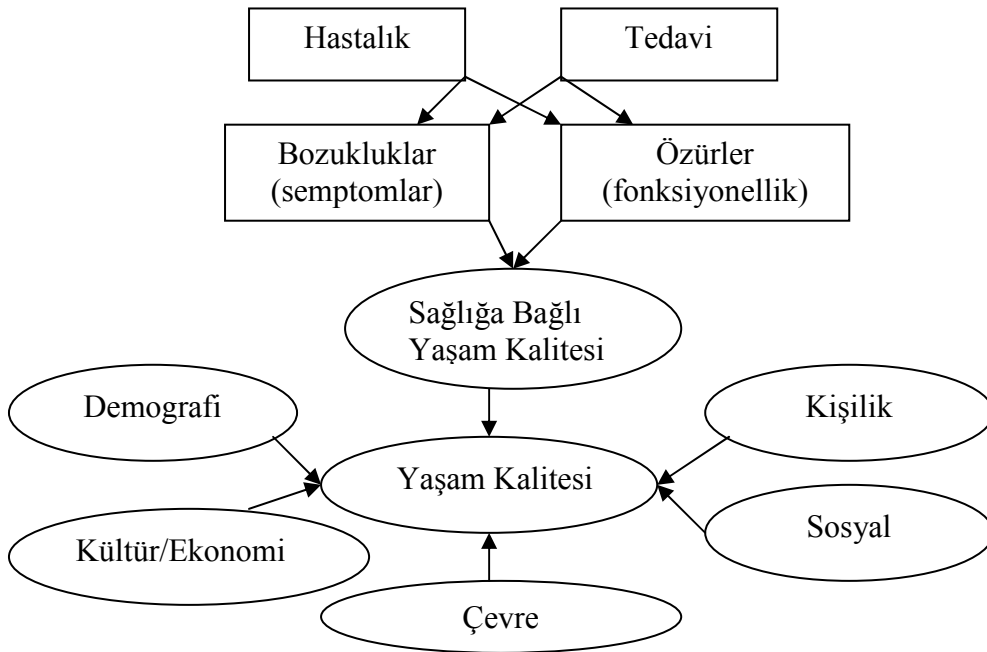 Hastalık
Tedavi
Bozukluklar
(semptomlar)
Özürler
(fonksiyonellik)
Sağlığa Bağlı
Yaşam Kalitesi
Demografi
Kişilik
Yaşam Kalitesi
Kültür/Ekonomi
Sosyal
Çevre